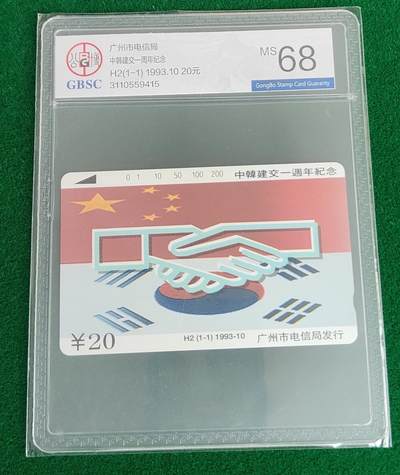 广州市电信局
中韩建交一周年纪念
H2(1-1) 1993.10 20元
3110559415
GBSC
MS 68
GongBo Stamp Card Guaranty
0 1 10 50 100 200 中韓建交一週年紀念
¥20 H2 (1-1) 1993-10 广州市电信局发行